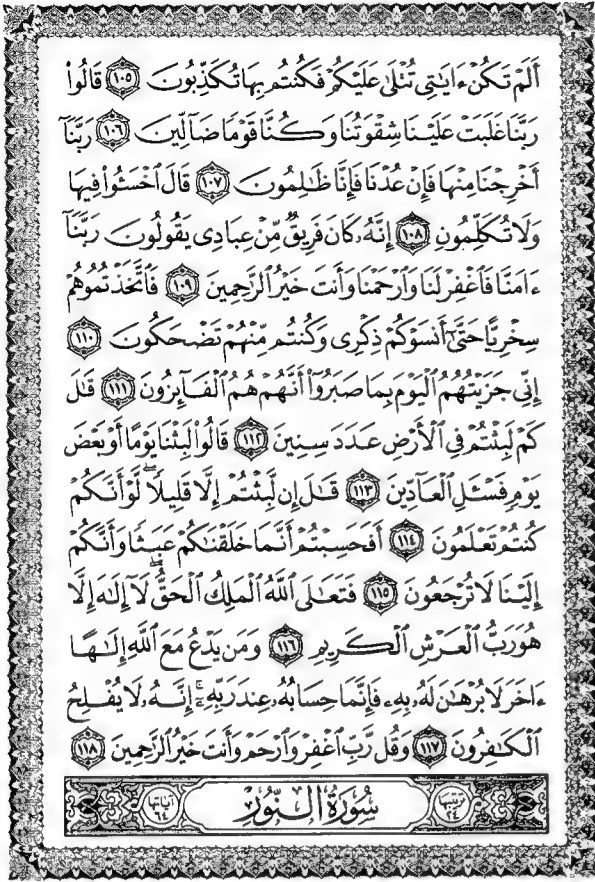 أَلَمْ تَكُنْ ءَايَٰتِى تُتْلَىٰ عَلَيْكُمْ فَكُنتُم بِهَا تُكَذِّبُونَ ١٠٥ قَالُوا۟
رَبَّنَا غَلَبَتْ عَلَيْنَا شِقْوَتُنَا وَكُنَّا قَوْمًا ضَآلِّينَ ١٠٦ رَبَّنَآ
أَخْرِجْنَا مِنْهَا فَإِنْ عُدْنَا فَإِنَّا ظَٰلِمُونَ ١٠٧ قَالَ ٱخْسَـُٔوا۟ فِيهَا
وَلَا تُكَلِّمُونِ ١٠٨ إِنَّهُۥ كَانَ فَرِيقٌ مِّنْ عِبَادِى يَقُولُونَ رَبَّنَآ
ءَامَنَّا فَٱغْفِرْ لَنَا وَٱرْحَمْنَا وَأَنتَ خَيْرُ ٱلرَّٰحِمِينَ ١٠٩ فَٱتَّخَذْتُمُوهُمْ
سِخْرِيًّا حَتَّىٰٓ أَنسَوْكُمْ ذِكْرِى وَكُنتُم مِّنْهُمْ تَضْحَكُونَ ١١٠
إِنِّى جَزَيْتُهُمُ ٱلْيَوْمَ بِمَا صَبَرُوٓا۟ أَنَّهُمْ هُمُ ٱلْفَآئِزُونَ ١١١ قَٰلَ
كَمْ لَبِثْتُمْ فِى ٱلْأَرْضِ عَدَدَ سِنِينَ ١١٢ قَالُوا۟ لَبِثْنَا يَوْمًا أَوْ بَعْضَ
يَوْمٍ فَسْـَٔلِ ٱلْعَآدِّينَ ١١٣ قَٰلَ إِن لَّبِثْتُمْ إِلَّا قَلِيلًا ۖ لَّوْ أَنَّكُمْ
كُنتُمْ تَعْلَمُونَ ١١٤ أَفَحَسِبْتُمْ أَنَّمَا خَلَقْنَٰكُمْ عَبَثًا وَأَنَّكُمْ
إِلَيْنَا لَا تُرْجَعُونَ ١١٥ فَتَعَٰلَى ٱللَّهُ ٱلْمَلِكُ ٱلْحَقُّ ۖ لَآ إِلَٰهَ إِلَّا
هُوَ رَبُّ ٱلْعَرْشِ ٱلْكَرِيمِ ١١٦ وَمَن يَدْعُ مَعَ ٱللَّهِ إِلَٰهًا
ءَاخَرَ لَا بُرْهَٰنَ لَهُۥ بِهِۦ فَإِنَّمَا حِسَابُهُۥ عِندَ رَبِّهِۦٓ ۚ إِنَّهُۥ لَا يُفْلِحُ
ٱلْكَٰفِرُونَ ١١٧ وَقُل رَّبِّ ٱغْفِرْ وَٱرْحَمْ وَأَنتَ خَيْرُ ٱلرَّٰحِمِينَ ١١٨
ترتيبها ٢٤ سُورَةُ ٱلنُّورِ آياتها ٦٤